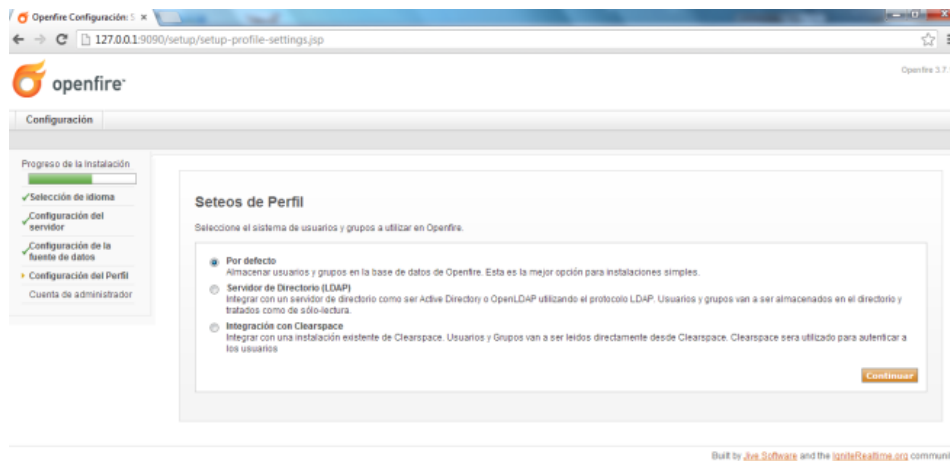 Openfire Configuración: S
127.0.0.1:9090/setup/setup-profile-settings.jsp
openfire
Openfire 3.7.
Configuración
Progreso de la Instalación
Selección de idioma
Configuración del
servidor
Configuración de la
fuente de datos
Configuración del Perfil
Cuenta de administrador
Seteos de Perfil
Seleccione el sistema de usuarios y grupos a utilizar en Openfire.
Por defecto
Almacenar usuarios y grupos en la base de datos de Openfire. Esta es la mejor opción para instalaciones simples.
Servidor de Directorio (LDAP)
Integrar con un servidor de directorio como ser Active Directory o OpenLDAP utilizando el protocolo LDAP. Usuarios y grupos van a ser almacenados en el directorio y
tratados como de sólo-lectura.
Integración con Clearspace
Integrar con una instalación existente de Clearspace. Usuarios y Grupos van a ser leídos directamente desde Clearspace. Clearspace sera utilizado para autenticar a
los usuarios
Continuar
Built by Jive Software and the IgniteRealtime.org communi